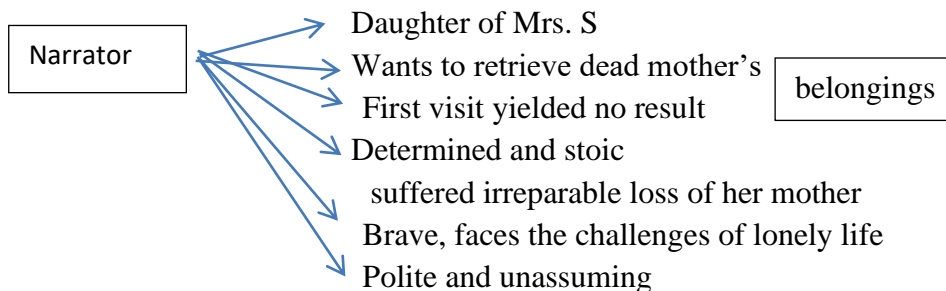 Narrator
Daughter of Mrs. S
Wants to retrieve dead mother's
belongings
First visit yielded no result
Determined and stoic
suffered irreparable loss of her mother
Brave, faces the challenges of lonely life
Polite and unassuming